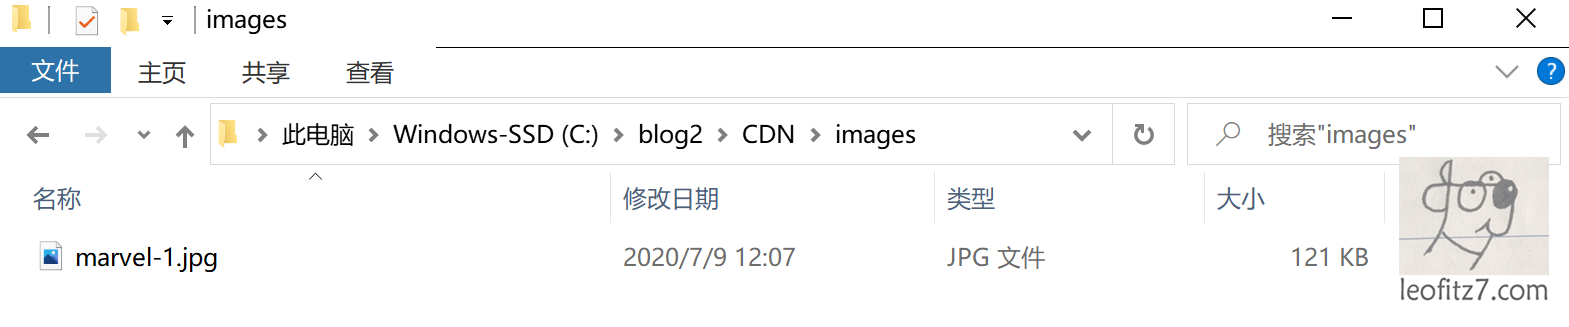 images
文件 主页 共享 查看
此电脑 Windows-SSD (C:) blog2 CDN images 搜索"images"
名称 修改日期 类型 大小
marvel-1.jpg 2020/7/9 12:07 JPG 文件 121 KB
dog
leofitz7.com